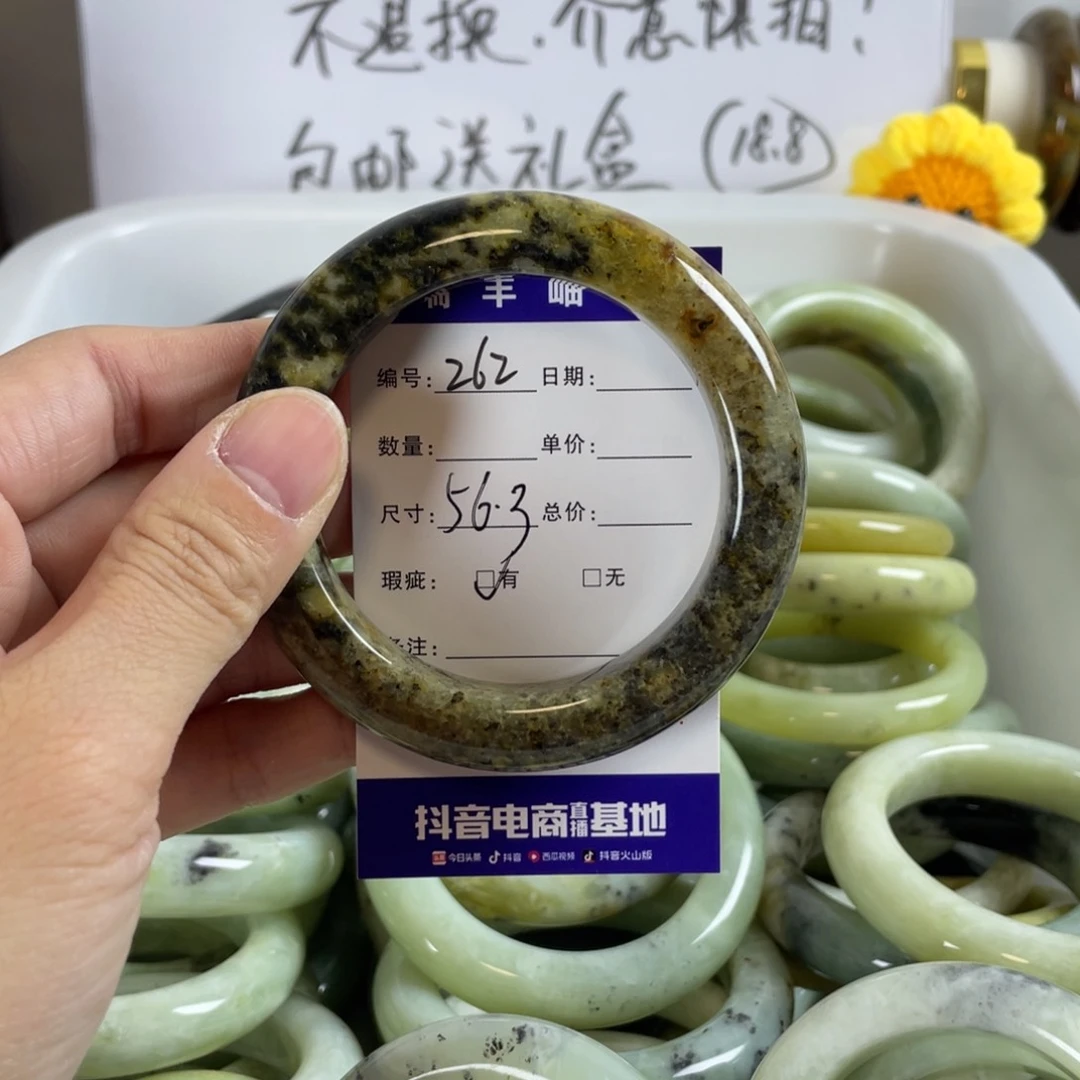 不退换.介意慎拍!
包邮送礼盒 (18.8)
丰岫
编号: 262 日期:
数量: 单价:
尺寸: 56.3 总价:
瑕疵: □有 □无
备注:
抖音电商直播基地
今日头条 抖音 西瓜视频 抖音火山版